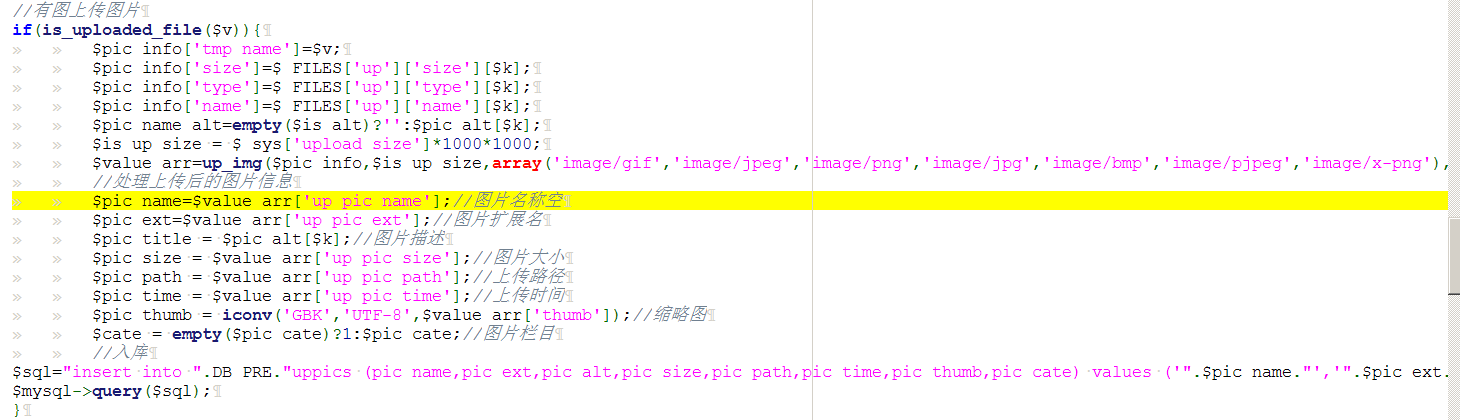 //有图上传图片¶
if(is_uploaded_file($v)){¶
» » $pic info['tmp name']=$v;¶
» » $pic info['size']=$ FILES['up']['size'][$k];¶
» » $pic info['type']=$ FILES['up']['type'][$k];¶
» » $pic info['name']=$ FILES['up']['name'][$k];¶
» » $pic name alt=empty($is alt)?'':$pic alt[$k];¶
» » $is up size = $ sys['upload size']*1000*1000;¶
» » $value arr=up_img($pic info,$is up size,array('image/gif','image/jpeg','image/png','image/jpg','image/bmp','image/pjpeg','image/x-png'),
» » //处理上传后的图片信息¶
» » $pic name=$value arr['up pic name'];//图片名称空¶
» » $pic ext=$value arr['up pic ext'];//图片扩展名¶
» » $pic title = $pic alt[$k];//图片描述¶
» » $pic size = $value arr['up pic size'];//图片大小¶
» » $pic path = $value arr['up pic path'];//上传路径¶
» » $pic time = $value arr['up pic time'];//上传时间¶
» » $pic thumb = iconv('GBK','UTF-8',$value arr['thumb']);//缩略图¶
» » $cate = empty($pic cate)?1:$pic cate;//图片栏目¶
» » //入库¶
$sql="insert into ".DB PRE."uppics (pic name,pic ext,pic alt,pic size,pic path,pic time,pic thumb,pic cate) values ('".$pic name."','".$pic ext.
$mysql->query($sql);¶
}¶